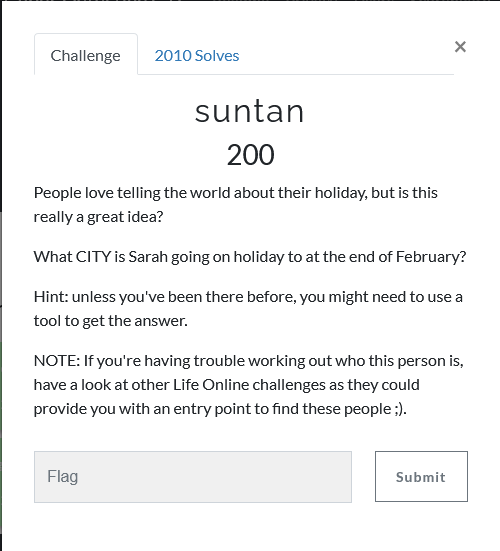 Challenge
2010 Solves
×
suntan
200
People love telling the world about their holiday, but is this
really a great idea?
What CITY is Sarah going on holiday to at the end of February?
Hint: unless you've been there before, you might need to use a
tool to get the answer.
NOTE: If you're having trouble working out who this person is,
have a look at other Life Online challenges as they could
provide you with an entry point to find these people ;).
Flag
Submit